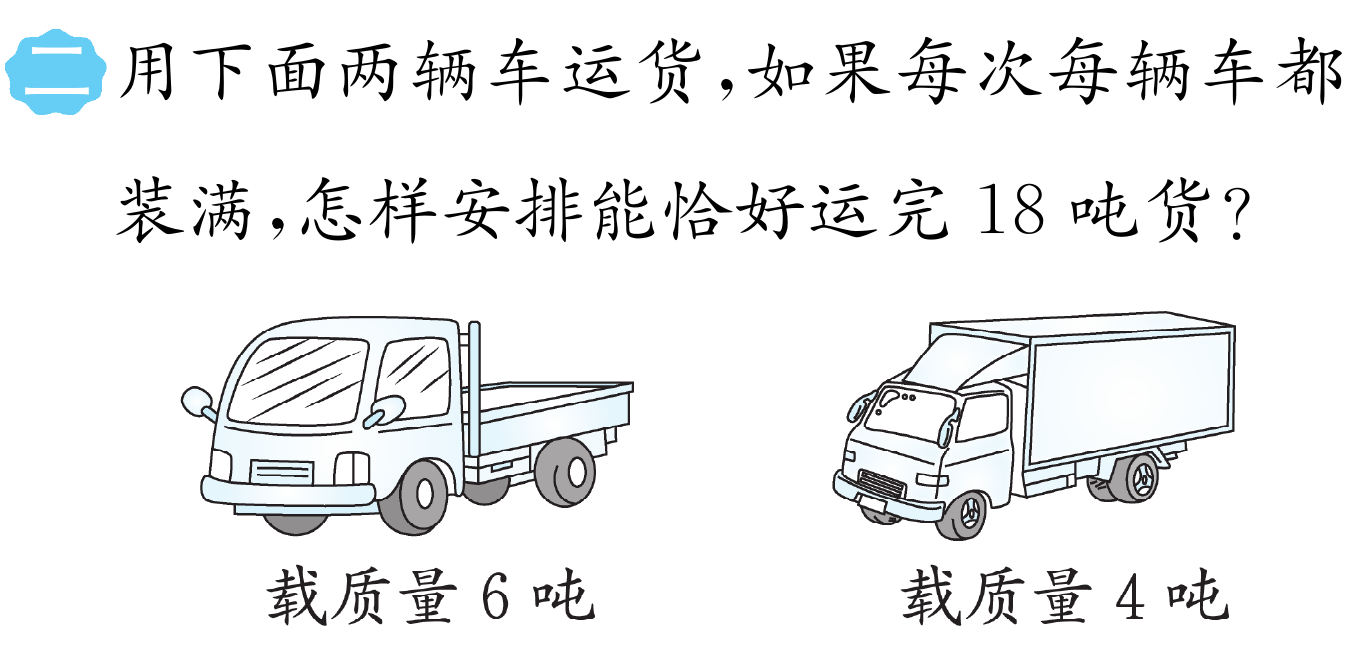 二 用下面两辆车运货,如果每次每辆车都
装满,怎样安排能恰好运完 18 吨货?
载质量 6 吨
载质量 4 吨